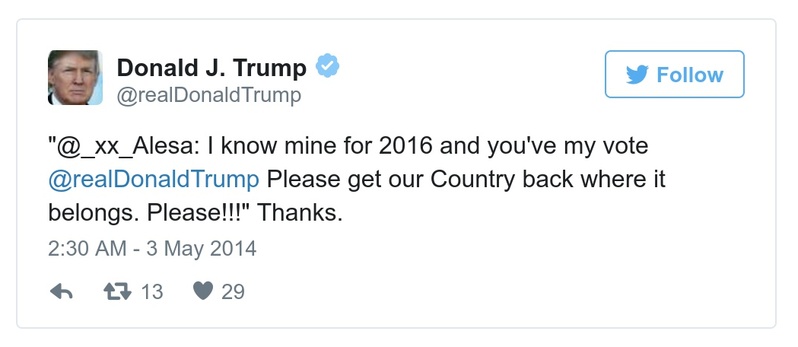 Donald J. Trump
@realDonaldTrump
Follow
"@_xx_Alesa: I know mine for 2016 and you've my vote
@realDonaldTrump Please get our Country back where it
belongs. Please!!!" Thanks.
2:30 AM - 3 May 2014
13 29